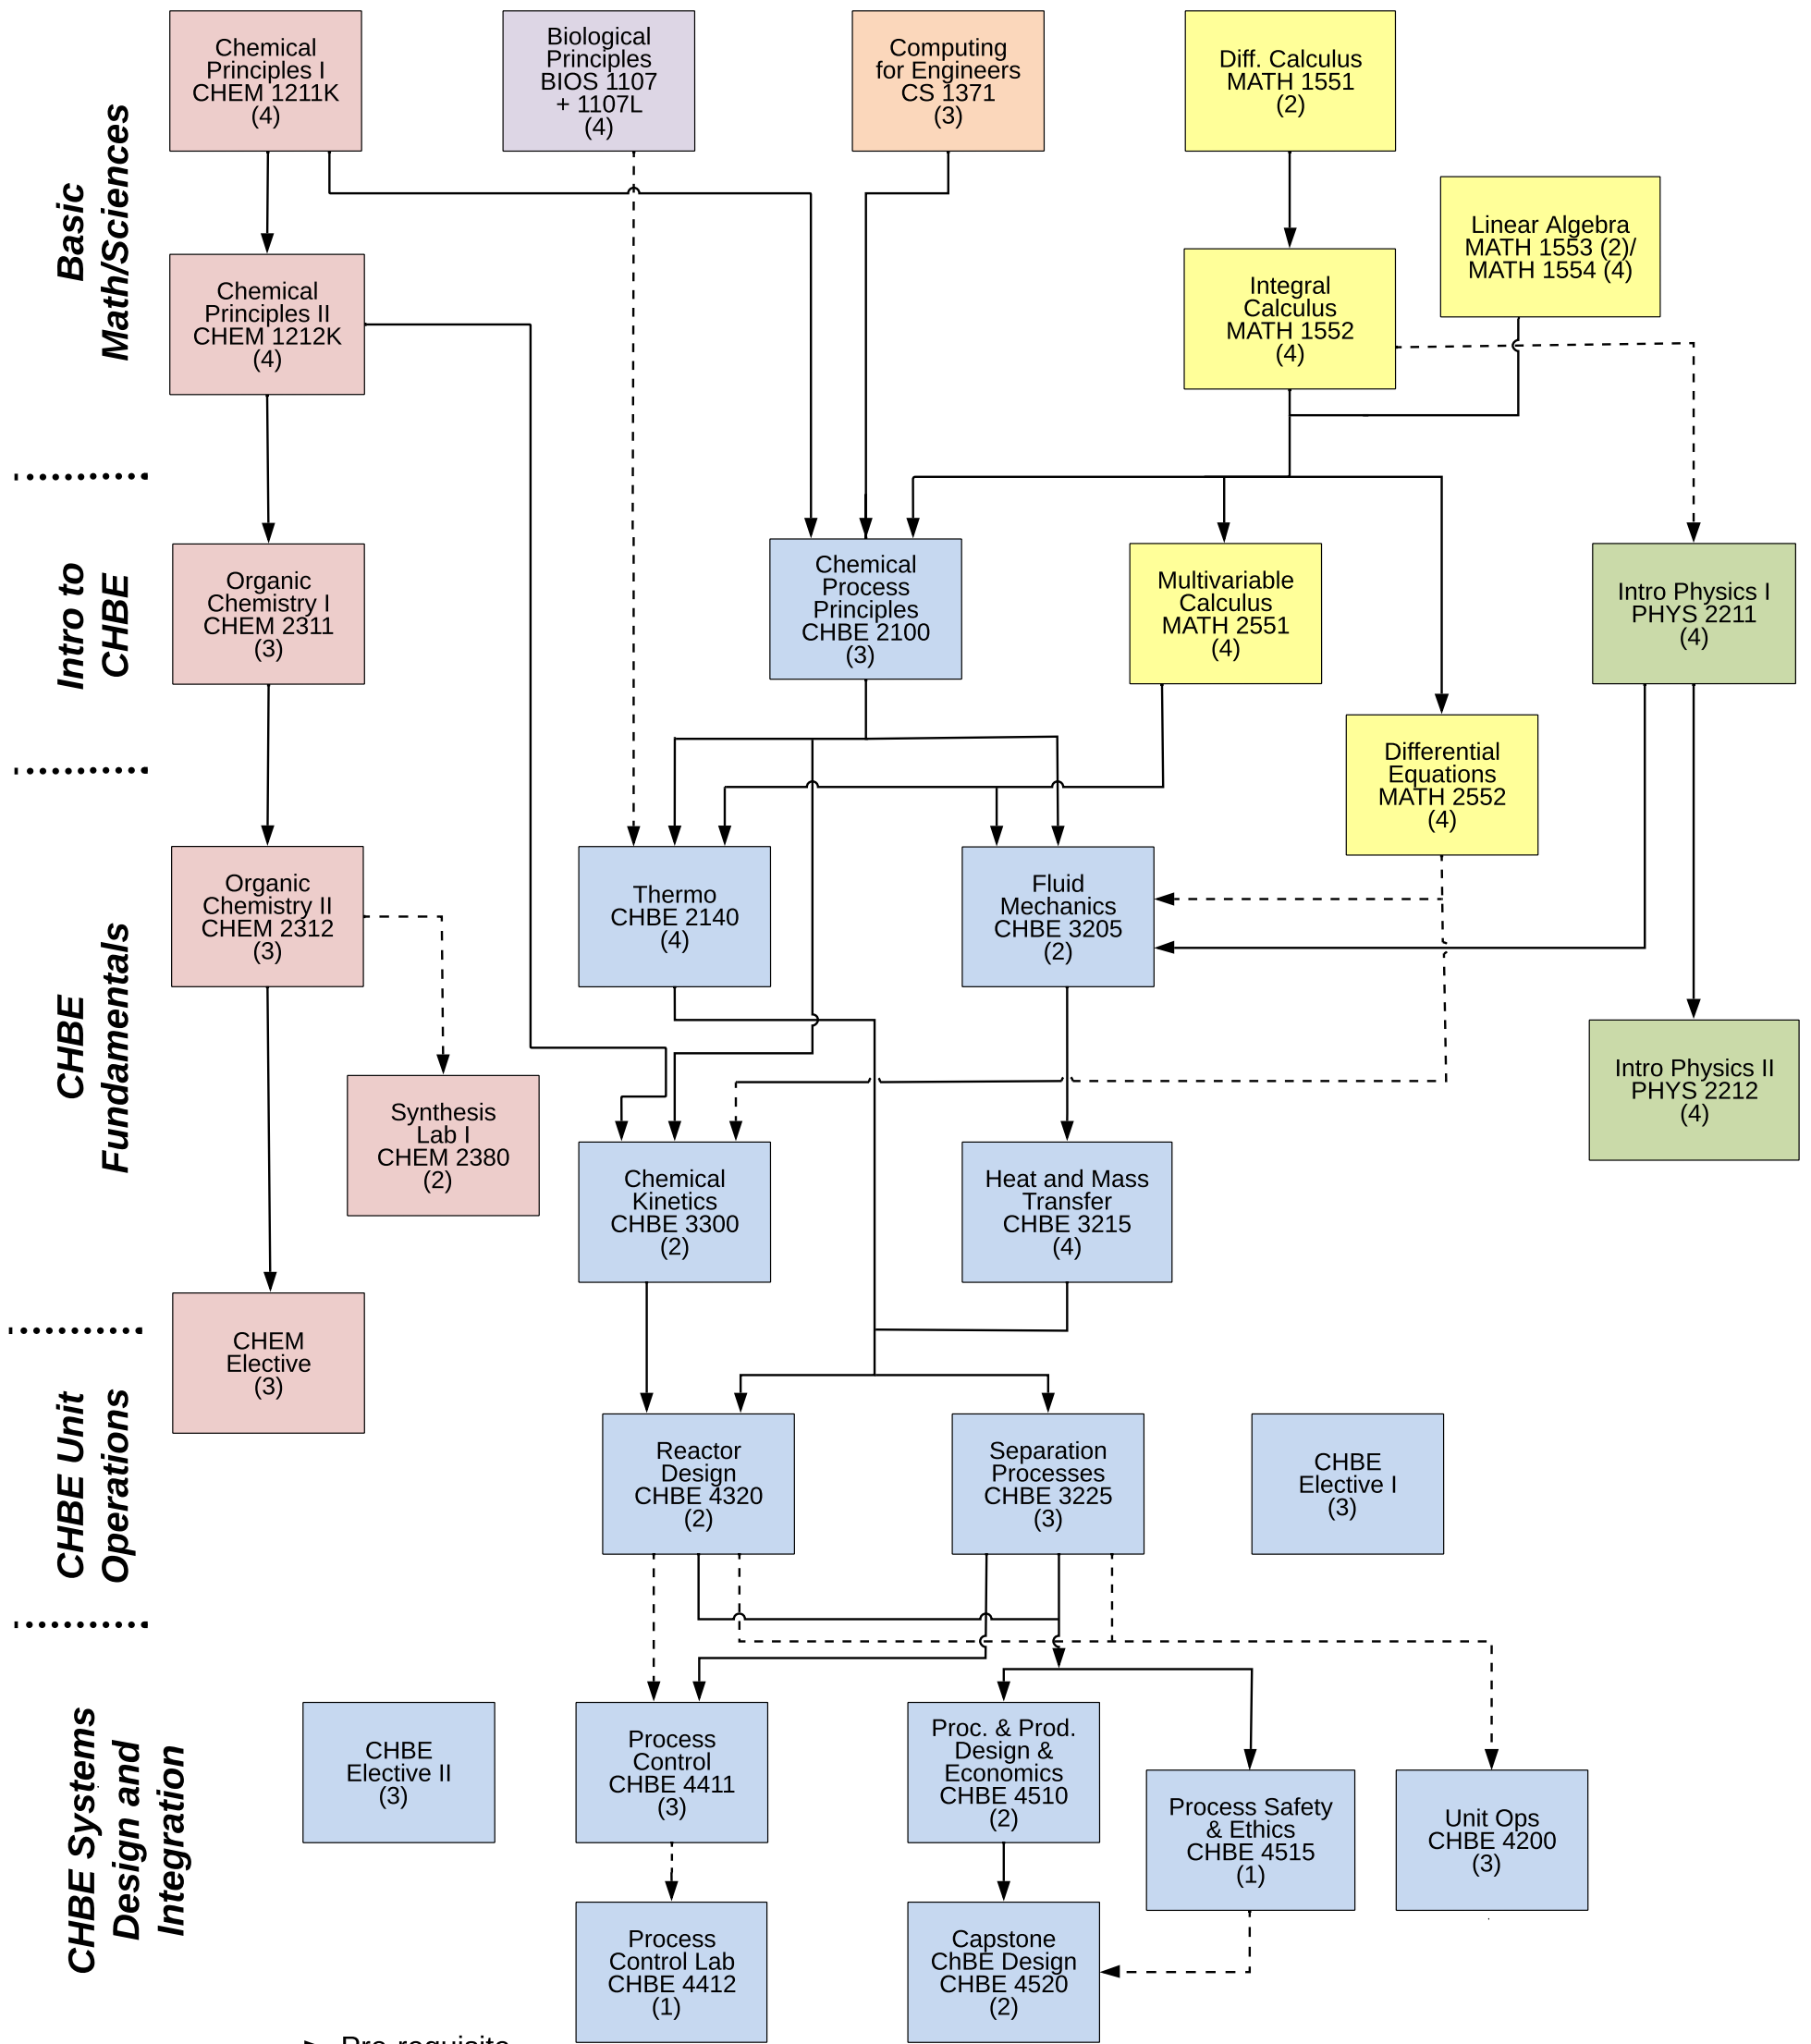 Basic
Math/Sciences
Chemical
Principles I
CHEM 1211K
(4)
Biological
Principles
BIOS 1107
+ 1107L
(4)
Computing
for Engineers
CS 1371
(3)
Diff. Calculus
MATH 1551
(2)
Linear Algebra
MATH 1553 (2)/
MATH 1554 (4)
Chemical
Principles II
CHEM 1212K
(4)
Integral
Calculus
MATH 1552
(4)
Intro to
CHBE
Organic
Chemistry I
CHEM 2311
(3)
Chemical
Process
Principles
CHBE 2100
(3)
Multivariable
Calculus
MATH 2551
(4)
Intro Physics I
PHYS 2211
(4)
Differential
Equations
MATH 2552
(4)
CHBE
Fundamentals
Organic
Chemistry II
CHEM 2312
(3)
Thermo
CHBE 2140
(4)
Fluid
Mechanics
CHBE 3205
(2)
Intro Physics II
PHYS 2212
(4)
Synthesis
Lab I
CHEM 2380
(2)
Chemical
Kinetics
CHBE 3300
(2)
Heat and Mass
Transfer
CHBE 3215
(4)
CHEM
Elective
(3)
CHBE Unit
Operations
Reactor
Design
CHBE 4320
(2)
Separation
Processes
CHBE 3225
(3)
CHBE
Elective I
(3)
CHBE Systems
Design and
Integration
CHBE
Elective II
(3)
Process
Control
CHBE 4411
(3)
Proc. & Prod.
Design &
Economics
CHBE 4510
(2)
Process Safety
& Ethics
CHBE 4515
(1)
Unit Ops
CHBE 4200
(3)
Process
Control Lab
CHBE 4412
(1)
Capstone
ChBE Design
CHBE 4520
(2)
Pre-requisite